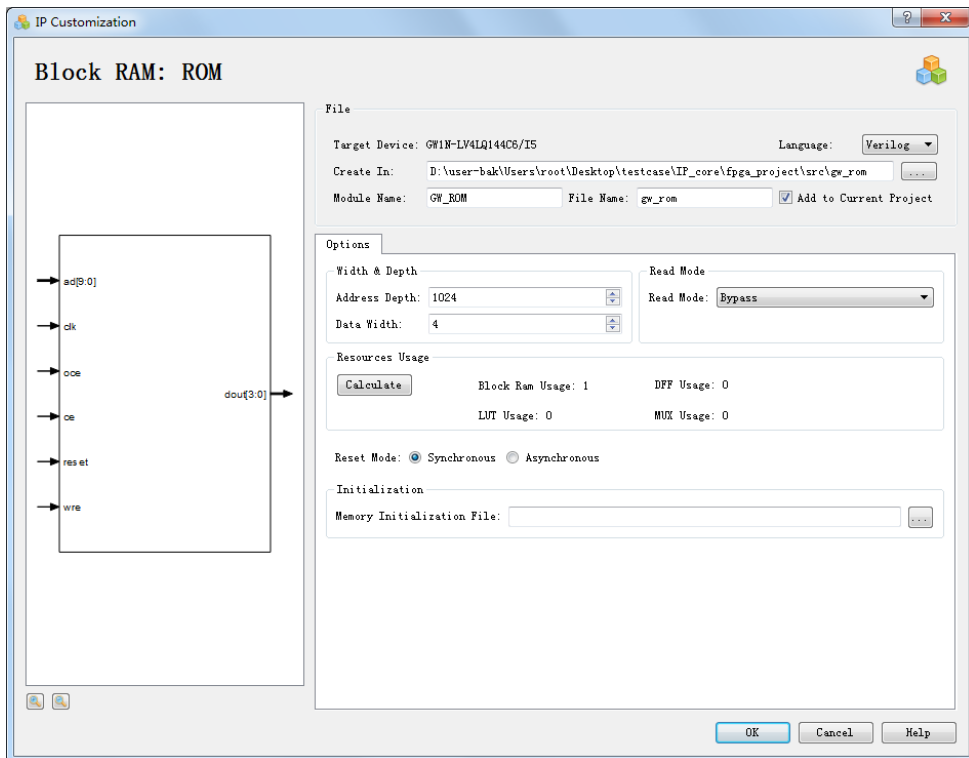 IP Customization
Block RAM: ROM
ad[9:0]
clk
oce
ce
reset
wre
dout[3:0]
File
Target Device: GW1N-LV4LQ144C6/I5 Language: Verilog
Create In: D:\user-bak\Users\root\Desktop\testcase\IP_core\fpga_project\src\gw_rom ...
Module Name: GW_ROM File Name: gw_rom Add to Current Project
Options
Width & Depth
Address Depth: 1024
Data Width: 4
Read Mode
Read Mode: Bypass
Resources Usage
Calculate Block Ram Usage: 1 DFF Usage: 0
LUT Usage: 0 MUX Usage: 0
Reset Mode: Synchronous Asynchronous
Initialization
Memory Initialization File: ...
OK Cancel Help